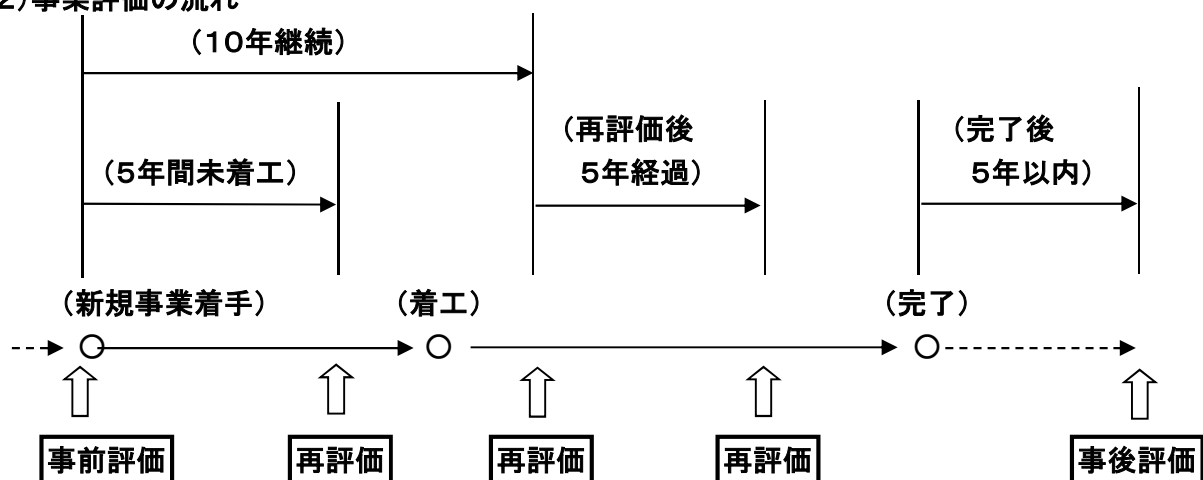 2)事業評価の流れ
(10年継続)
(再評価後
5年経過)
(完了後
5年以内)
(5年間未着工)
(新規事業着手)
(着工)
(完了)
事前評価
再評価
再評価
再評価
事後評価